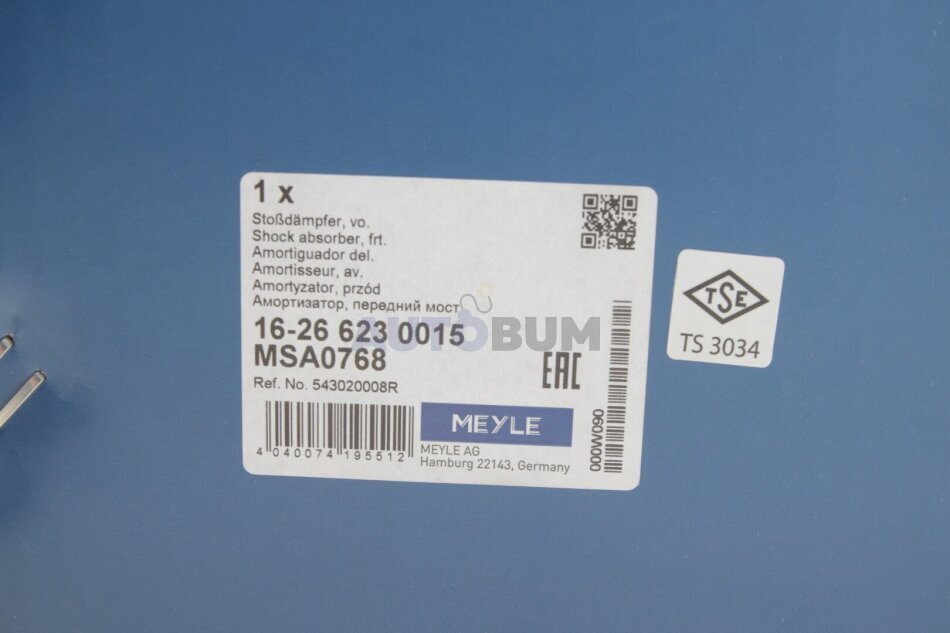 1 x
Stoßdämpfer, vo.
Shock absorber, frt.
Amortiguador del.
Amortisseur, av.
Amortyzator, przód
Амортизатор, передний мост
16-26 623 0015
MSA0768
Ref. No. 543020008R
EAC
4 040074 195512
MEYLE
MEYLE AG
Hamburg 22143, Germany
000W090
TSE
TS 3034
AUTOBUM